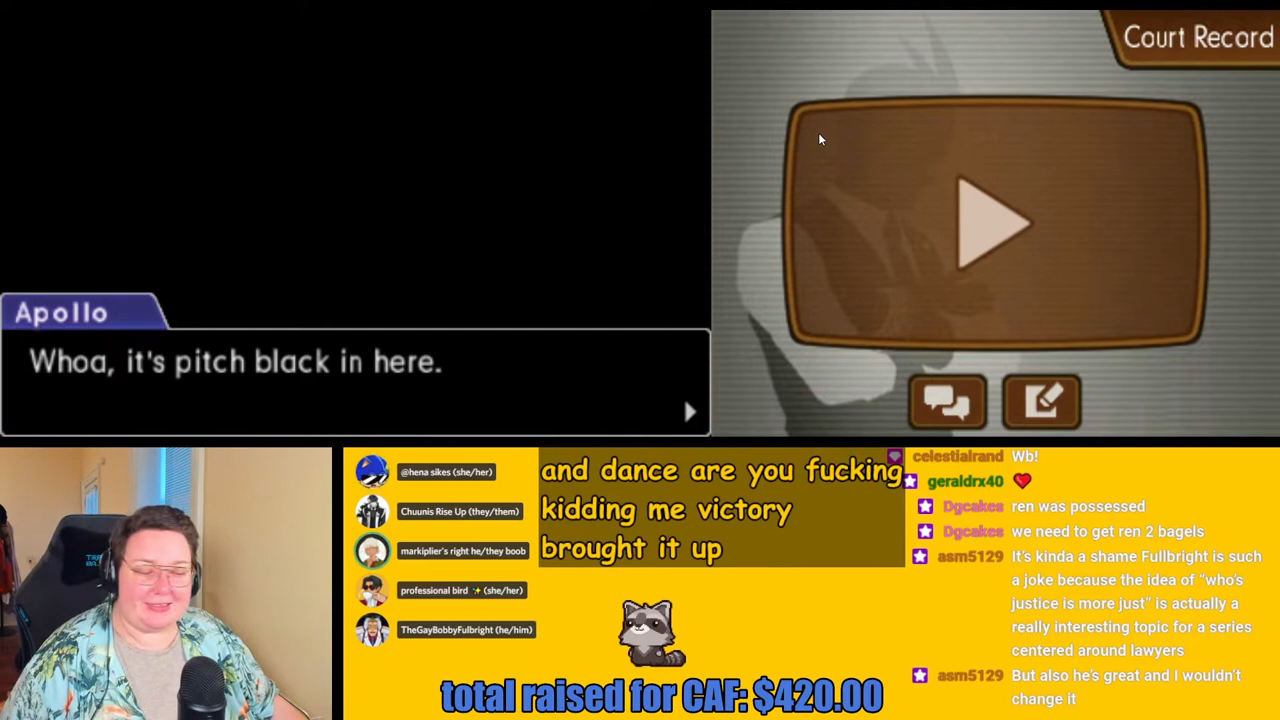 Court Record
Apollo
Whoa, it's pitch black in here.
@hena sikes (she/her)
Chuunis Rise Up (they/them)
markiplier's right he/they boob
professional bird ✨ (she/her)
TheGayBobbyFulbright (he/him)
and dance are you fucking
kidding me victory
brought it up
total raised for CAF: $420.00
celestialrand Wb!
geraldrx40 ❤
Dgcakes ren was possessed
Dgcakes we need to get ren 2 bagels
asm5129 It's kinda a shame Fullbright is such
a joke because the idea of “who's
justice is more just” is actually a
really interesting topic for a series
centered around lawyers
asm5129 But also he's great and I wouldn't
change it